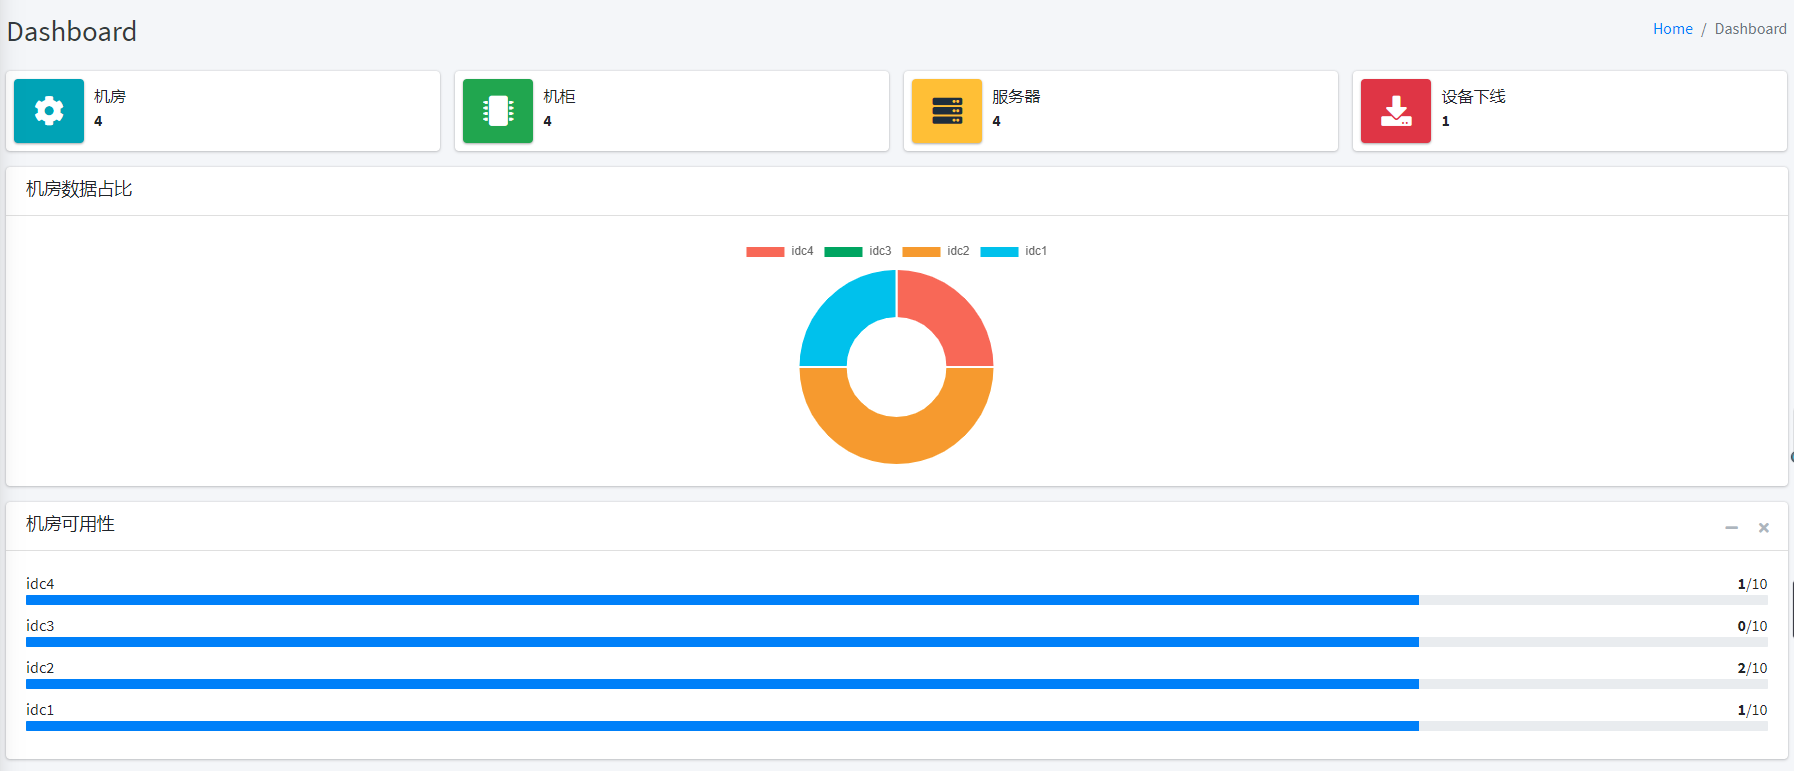 Dashboard
Home / Dashboard
机房
4
机柜
4
服务器
4
设备下线
1
机房数据占比
idc4 idc3 idc2 idc1
机房可用性
idc4 1/10
idc3 0/10
idc2 2/10
idc1 1/10